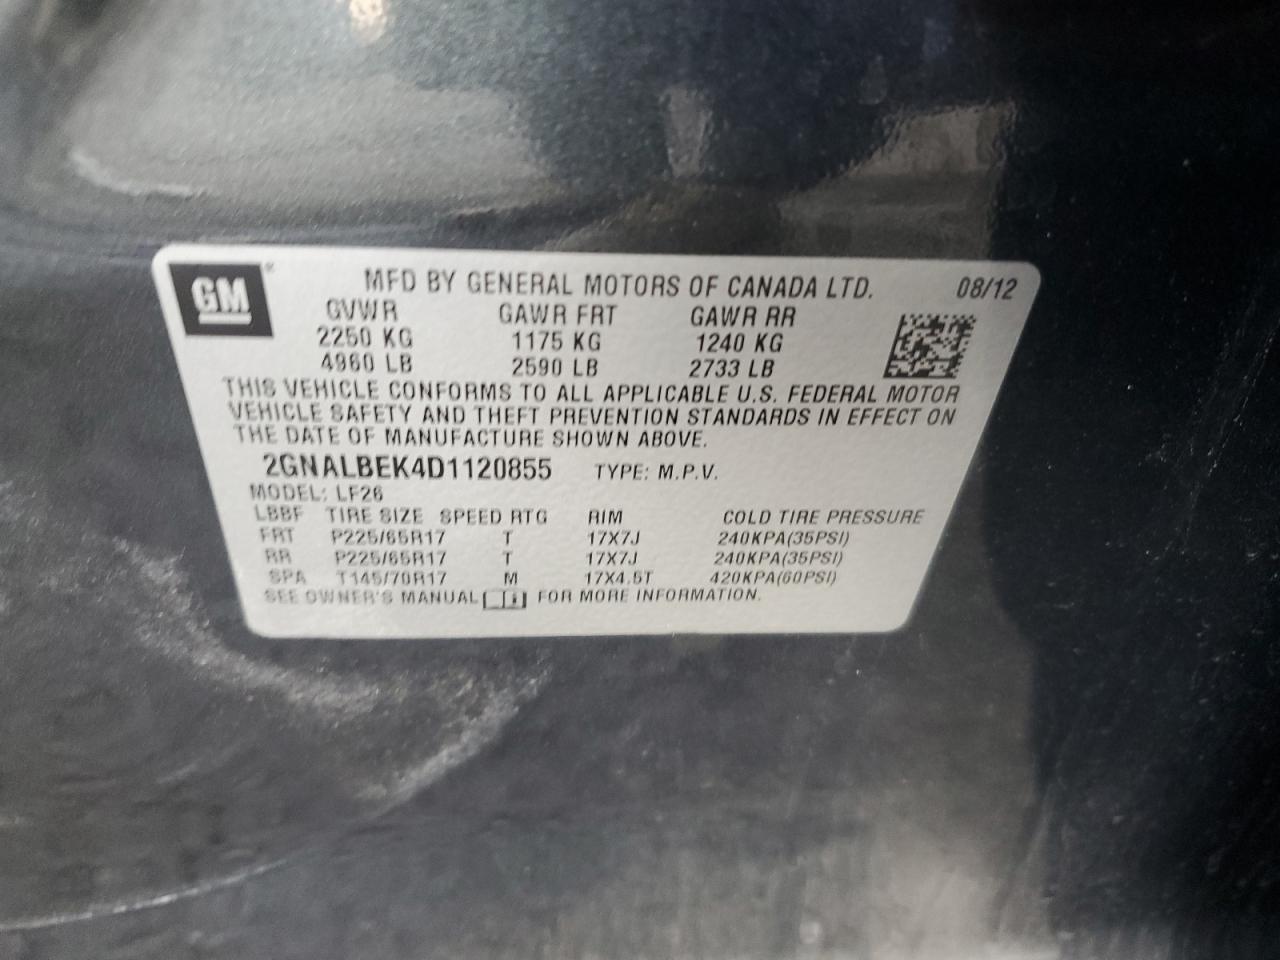 GM® MFD BY GENERAL MOTORS OF CANADA LTD. 08/12
GVWR GAWR FRT GAWR RR
2250 KG 1175 KG 1240 KG
4960 LB 2590 LB 2733 LB
THIS VEHICLE CONFORMS TO ALL APPLICABLE U.S. FEDERAL MOTOR
VEHICLE SAFETY AND THEFT PREVENTION STANDARDS IN EFFECT ON
THE DATE OF MANUFACTURE SHOWN ABOVE.
2GNALBEK4D1120855 TYPE: M.P.V.
MODEL: LF26
LBBF TIRE SIZE SPEED RTG RIM COLD TIRE PRESSURE
FRT P225/65R17 T 17X7J 240KPA(35PSI)
RR P225/65R17 T 17X7J 240KPA(35PSI)
SPA T145/70R17 M 17X4.5T 420KPA(60PSI)
SEE OWNER'S MANUAL FOR MORE INFORMATION.